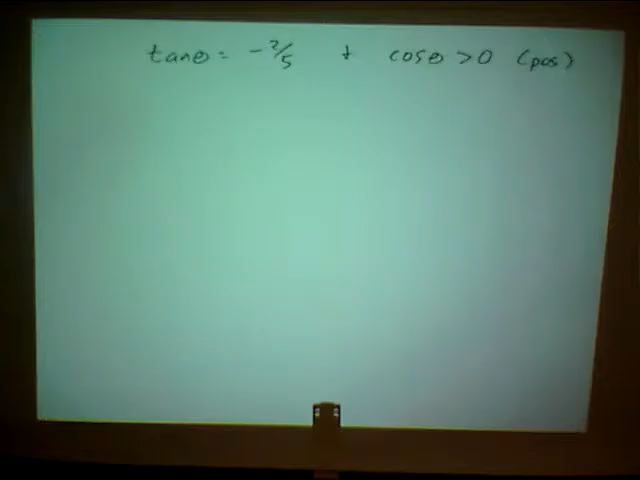 tanθ = -2/5 + cosθ > 0 (pos)